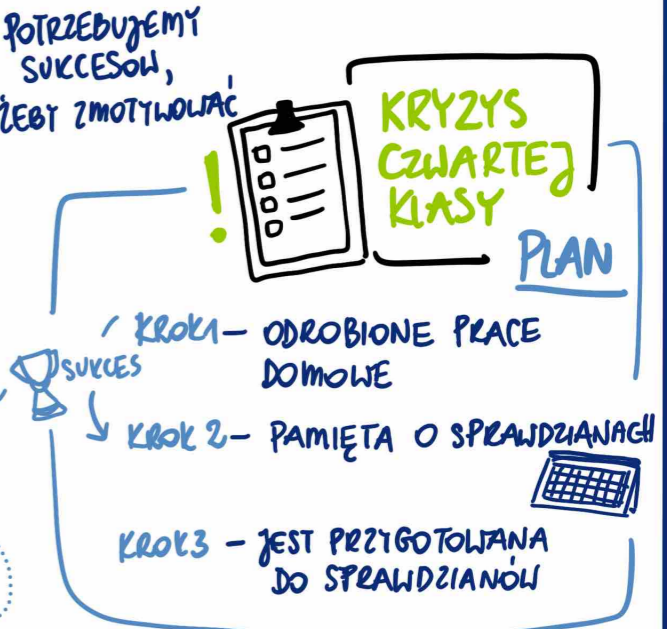 POTRZEBUJEMY
SUKCESÓW,
ŻEBY ZMOTYWOWAĆ
!
KRYZYS
CZWARTEJ
KLASY
PLAN
KROK 1 – ODROBIONE PRACE
DOMOWE
SUKCES
KROK 2 – PAMIĘTA O SPRAWDZIANACH
KROK 3 – JEST PRZYGOTOWANA
DO SPRAWDZIANÓW